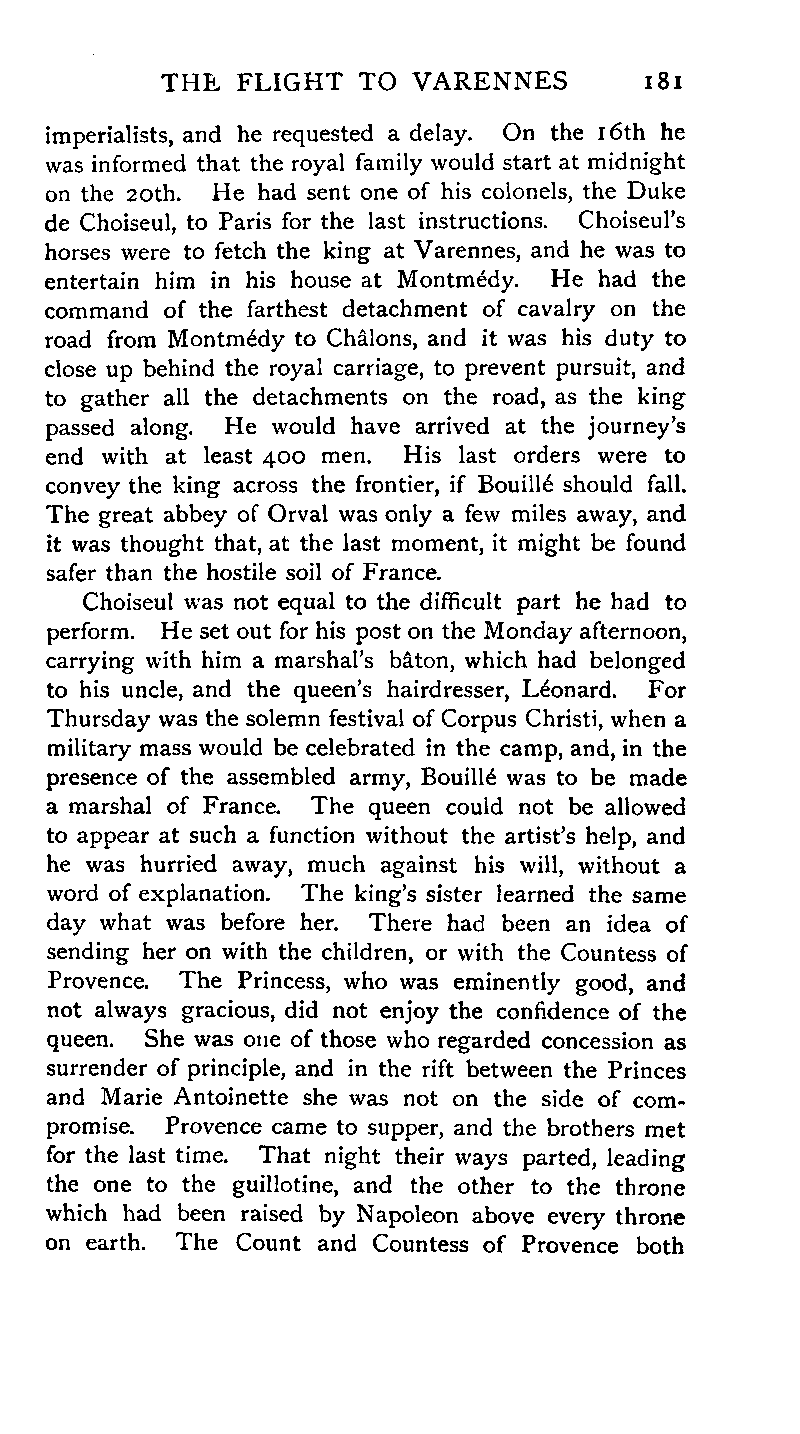 THE FLIGHT TO VARENNES 181
imperialists, and he requested a delay. On the 16th he
was informed that the royal family would start at midnight
on the 20th. He had sent one of his colonels, the Duke
de Choiseul, to Paris for the last instructions. Choiseul's
horses were to fetch the king at Varennes, and he was to
entertain him in his house at Montmédy. He had the
command of the farthest detachment of cavalry on the
road from Montmédy to Châlons, and it was his duty to
close up behind the royal carriage, to prevent pursuit, and
to gather all the detachments on the road, as the king
passed along. He would have arrived at the journey's
end with at least 400 men. His last orders were to
convey the king across the frontier, if Bouillé should fall.
The great abbey of Orval was only a few miles away, and
it was thought that, at the last moment, it might be found
safer than the hostile soil of France.
Choiseul was not equal to the difficult part he had to
perform. He set out for his post on the Monday afternoon,
carrying with him a marshal's bâton, which had belonged
to his uncle, and the queen's hairdresser, Léonard. For
Thursday was the solemn festival of Corpus Christi, when a
military mass would be celebrated in the camp, and, in the
presence of the assembled army, Bouillé was to be made
a marshal of France. The queen could not be allowed
to appear at such a function without the artist's help, and
he was hurried away, much against his will, without a
word of explanation. The king's sister learned the same
day what was before her. There had been an idea of
sending her on with the children, or with the Countess of
Provence. The Princess, who was eminently good, and
not always gracious, did not enjoy the confidence of the
queen. She was one of those who regarded concession as
surrender of principle, and in the rift between the Princes
and Marie Antoinette she was not on the side of com-
promise. Provence came to supper, and the brothers met
for the last time. That night their ways parted, leading
the one to the guillotine, and the other to the throne
which had been raised by Napoleon above every throne
on earth. The Count and Countess of Provence both